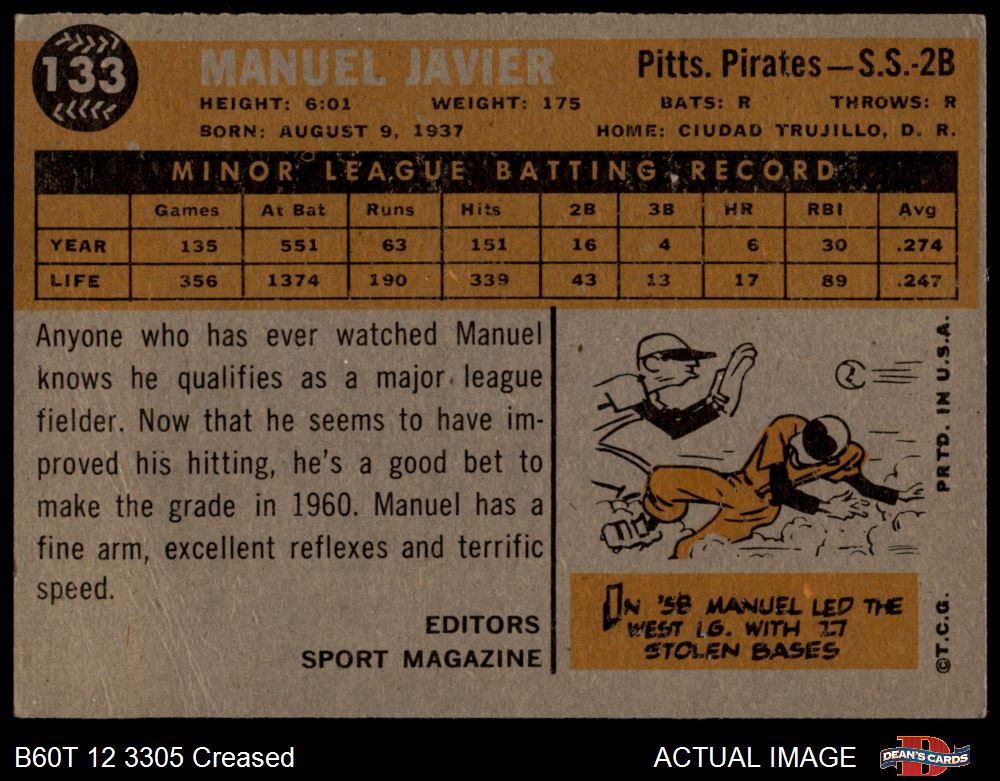 133
MANUEL JAVIER
Pitts. Pirates—S.S.-2B
HEIGHT: 6:01 WEIGHT: 175 BATS: R THROWS: R
BORN: AUGUST 9, 1937 HOME: CIUDAD TRUJILLO, D. R.
MINOR LEAGUE BATTING RECORD
Games At Bat Runs Hits 2B 3B HR RBI Avg
YEAR 135 551 63 151 16 4 6 30 .274
LIFE 356 1374 190 339 43 13 17 89 .247
Anyone who has ever watched Manuel
knows he qualifies as a major league
fielder. Now that he seems to have im-
proved his hitting, he's a good bet to
make the grade in 1960. Manuel has a
fine arm, excellent reflexes and terrific
speed.
EDITORS
SPORT MAGAZINE
IN '58 MANUEL LED THE
WEST LG. WITH 27
STOLEN BASES
PRTD. IN U.S.A.
©T.C.G.
B60T 12 3305 Creased
ACTUAL IMAGE
DEAN'S CARDS